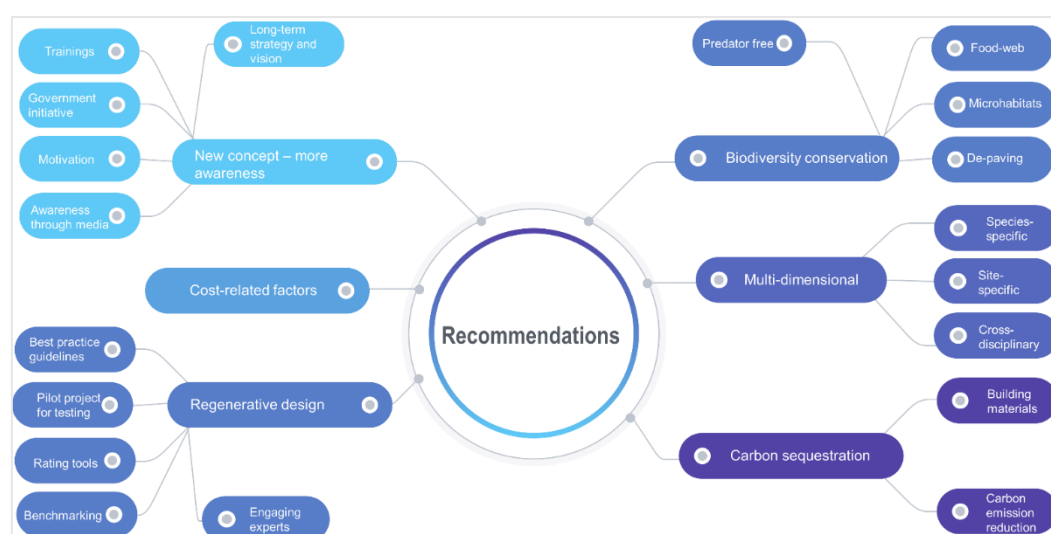 Trainings
Government
initiative
Motivation
Awareness
through media
Long-term
strategy and
vision
New concept – more
awareness
Cost-related factors
Best practice
guidelines
Pilot project
for testing
Rating tools
Benchmarking
Engaging
experts
Regenerative design
Recommendations
Predator free
Food-web
Microhabitats
De-paving
Biodiversity conservation
Species-
specific
Site-
specific
Cross-
disciplinary
Multi-dimensional
Building
materials
Carbon sequestration
Carbon
emission
reduction